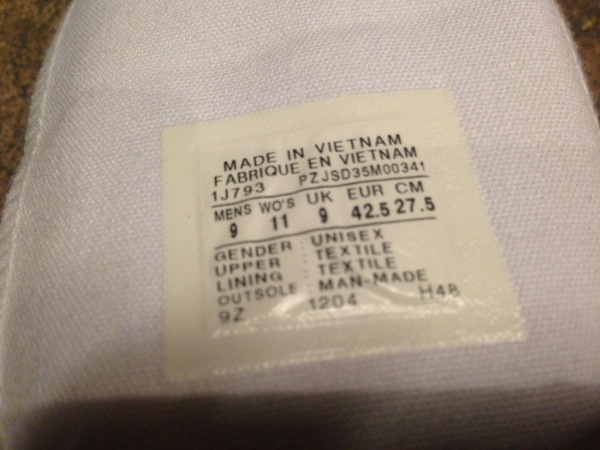 MADE IN VIETNAM
FABRIQUE EN VIETNAM
1J793 PZJSD35M00341
MENS WO'S UK EUR CM
9 11 9 42.5 27.5
GENDER : UNISEX
UPPER : TEXTILE
LINING : TEXTILE
OUTSOLE : MAN-MADE
9Z 1204 H48